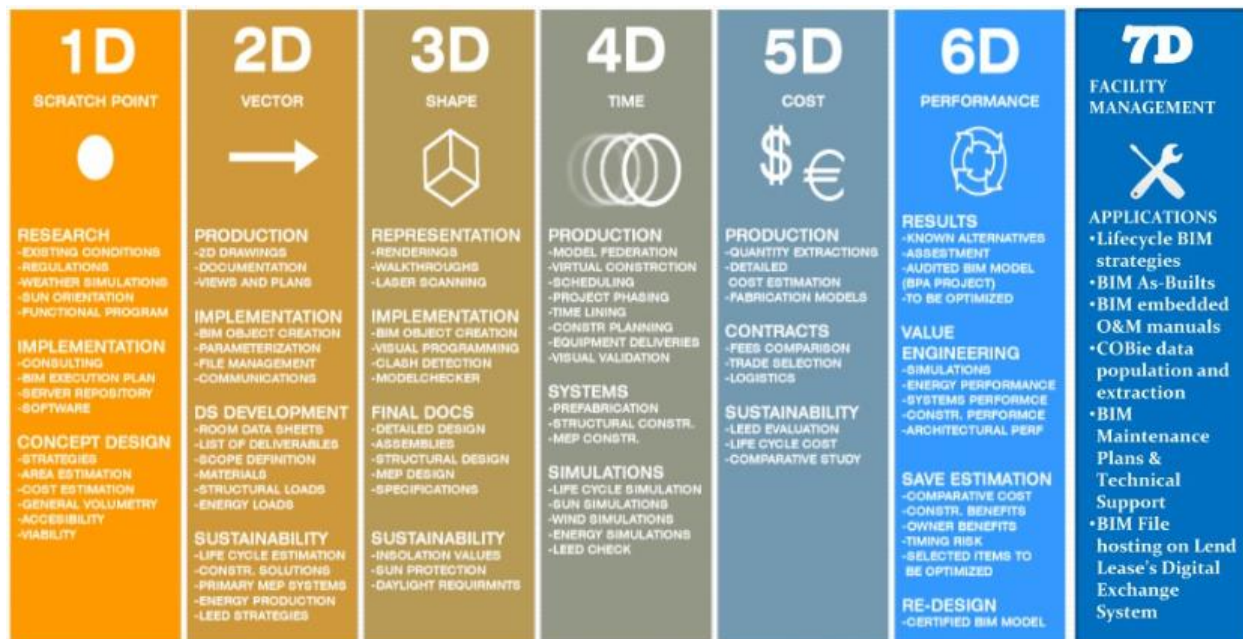 1D
SCRATCH POINT
RESEARCH
-EXISTING CONDITIONS
-REGULATIONS
-WEATHER SIMULATIONS
-SUN ORIENTATION
-FUNCTIONAL PROGRAM
IMPLEMENTATION
-CONSULTING
-BIM EXECUTION PLAN
-SERVER REPOSITORY
-SOFTWARE
CONCEPT DESIGN
-STRATEGIES
-AREA ESTIMATION
-COST ESTIMATION
-GENERAL VOLUMETRY
-ACCESIBILITY
-VIABILITY
2D
VECTOR
PRODUCTION
-2D DRAWINGS
-DOCUMENTATION
-VIEWS AND PLANS
IMPLEMENTATION
-BIM OBJECT CREATION
-PARAMETERIZATION
-FILE MANAGEMENT
-COMMUNICATIONS
DS DEVELOPMENT
-ROOM DATA SHEETS
-LIST OF DELIVERABLES
-SCOPE DEFINITION
-MATERIALS
-STRUCTURAL LOADS
-ENERGY LOADS
SUSTAINABILITY
-LIFE CYCLE ESTIMATION
-CONSTR. SOLUTIONS
-PRIMARY MEP SYSTEMS
-ENERGY PRODUCTION
-LEED STRATEGIES
3D
SHAPE
REPRESENTATION
-RENDERINGS
-WALKTHROUGHS
-LASER SCANNING
IMPLEMENTATION
-BIM OBJECT CREATION
-VISUAL PROGRAMMING
-CLASH DETECTION
-MODELCHECKER
FINAL DOCS
-DETAILED DESIGN
-ASSEMBLIES
-STRUCTURAL DESIGN
-MEP DESIGN
-SPECIFICATIONS
SUSTAINABILITY
-INSOLATION VALUES
-SUN PROTECTION
-DAYLIGHT REQUIRMNTS
4D
TIME
PRODUCTION
-MODEL FEDERATION
-VIRTUAL CONSTRCTION
-SCHEDULING
-PROJECT PHASING
-TIME LINING
-CONSTR PLANNING
-EQUIPMENT DELIVERIES
-VISUAL VALIDATION
SYSTEMS
-PREFABRICATION
-STRUCTURAL CONSTR.
-MEP CONSTR.
SIMULATIONS
-LIFE CYCLE SIMULATION
-SUN SIMULATIONS
-WIND SIMULATIONS
-ENERGY SIMULATIONS
-LEED CHECK
5D
COST
$ €
PRODUCTION
-QUANTITY EXTRACTIONS
-DETAILED
COST ESTIMATION
-FABRICATION MODELS
CONTRACTS
-FEES COMPARISON
-TRADE SELECTION
-LOGISTICS
SUSTAINABILITY
-LEED EVALUATION
-LIFE CYCLE COST
-COMPARATIVE STUDY
6D
PERFORMANCE
RESULTS
-KNOWN ALTERNATIVES
-ASSESTMENT
-AUDITED BIM MODEL
(BPA PROJECT)
-TO BE OPTIMIZED
VALUE
ENGINEERING
-SIMULATIONS
-ENERGY PERFORMANCE
-SYSTEMS PERFORMCE
-CONSTR. PERFORMCE
-ARCHITECTURAL PERF
SAVE ESTIMATION
-COMPARATIVE COST
-CONSTR. BENEFITS
-OWNER BENEFITS
-TIMING RISK
-SELECTED ITEMS TO
BE OPTIMIZED
RE-DESIGN
-CERTIFIED BIM MODEL
7D
FACILITY
MANAGEMENT
APPLICATIONS
•Lifecycle BIM
strategies
•BIM As-Builts
•BIM embedded
O&M manuals
•COBie data
population and
extraction
•BIM
Maintenance
Plans &
Technical
Support
•BIM File
hosting on Lend
Lease's Digital
Exchange
System